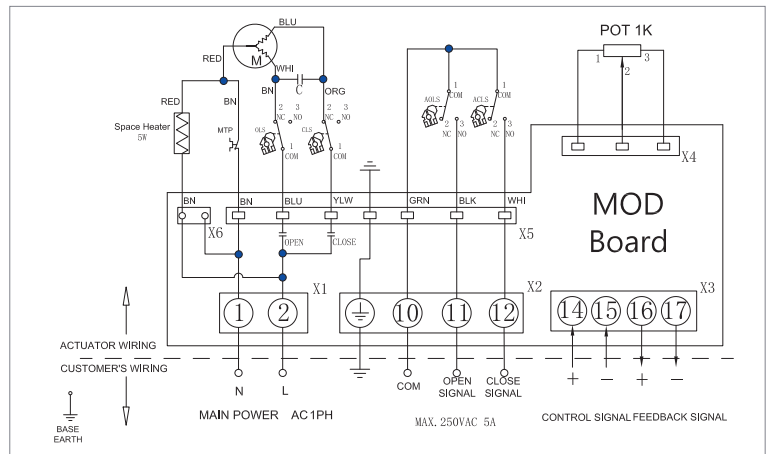 BLU
POT 1K
RED
M
WHI
1
3
2
BN
C
ORG
1
COM
1
COM
RED
BN
2
NC
3
NO
2
NC
3
NO
AOLS
ACLS
Space Heater
5W
MTP
OLS
CLS
2
NC
3
NO
2
NC
3
NO
1
COM
1
COM
X4
BN
BN
BLU
YLW
GRN
BLK
WHI
MOD
Board
X6
X5
OPEN
CLOSE
X1
X2
X3
1
2
10
11
12
14
15
16
17
ACTUATOR WIRING
CUSTOMER'S WIRING
N
L
COM
OPEN
SIGNAL
CLOSE
SIGNAL
+
−
+
−
BASE
EARTH
MAIN POWER AC 1PH
MAX. 250VAC 5A
CONTROL SIGNAL FEEDBACK SIGNAL